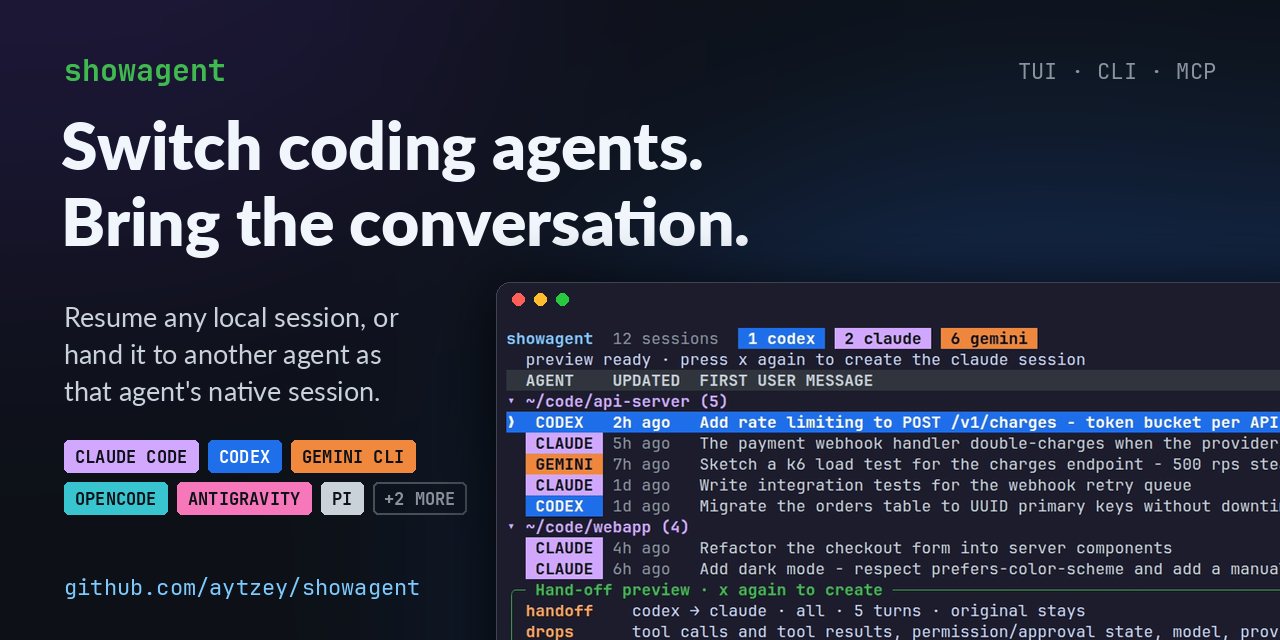 showagent
TUI · CLI · MCP
Switch coding agents.
Bring the conversation.
Resume any local session, or
hand it to another agent as
that agent's native session.
CLAUDE CODE CODEX GEMINI CLI
OPENCODE ANTIGRAVITY PI +2 MORE
github.com/aytzey/showagent
showagent 12 sessions 1 codex 2 claude 6 gemini
preview ready · press x again to create the claude session
AGENT UPDATED FIRST USER MESSAGE
▾ ~/code/api-server (5)
❯ CODEX 2h ago Add rate limiting to POST /v1/charges - token bucket per API
CLAUDE 5h ago The payment webhook handler double-charges when the provider
GEMINI 7h ago Sketch a k6 load test for the charges endpoint - 500 rps ste
CLAUDE 1d ago Write integration tests for the webhook retry queue
CODEX 1d ago Migrate the orders table to UUID primary keys without downti
▾ ~/code/webapp (4)
CLAUDE 4h ago Refactor the checkout form into server components
CLAUDE 6h ago Add dark mode - respect prefers-color-scheme and add a manua
Hand-off preview · x again to create
handoff codex → claude · all · 5 turns · original stays
drops tool calls and tool results, permission/approval state, model, prov